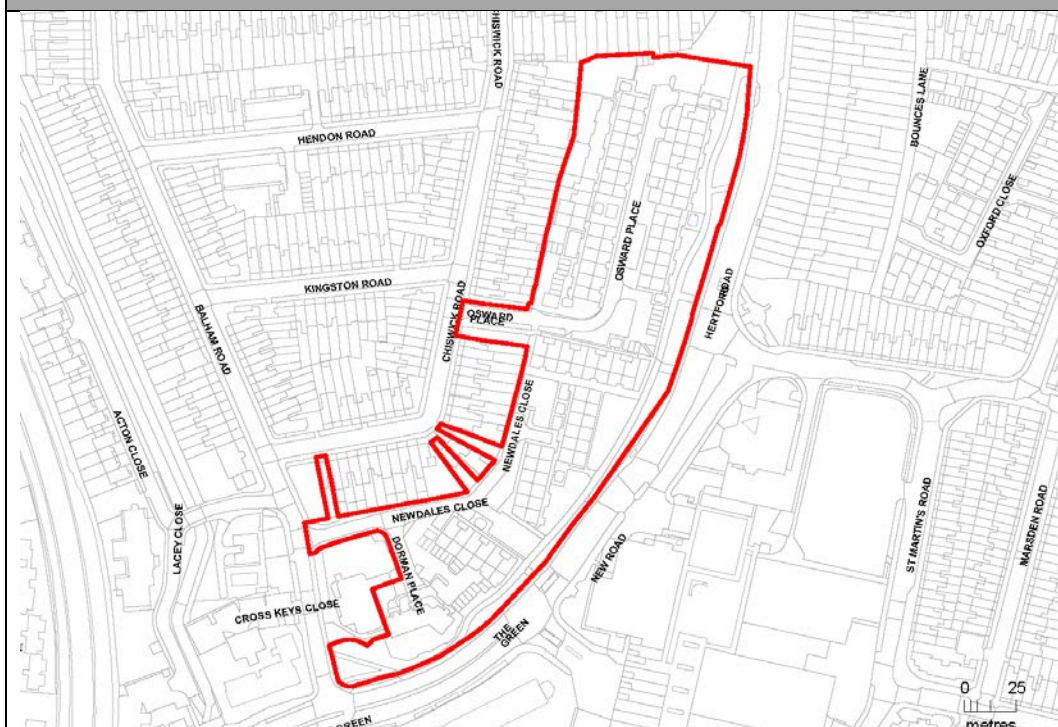 HISWICK ROAD
BOUNCES LANE
HENDON ROAD
OXFORD CLOSE
OSWARD PLACE
KINGSTON ROAD
HERTFORD ROAD
CHISWICK ROAD
OSWARD
PLACE
BALHAM ROAD
NEWDALES CLOSE
ACTON CLOSE
NEWDALES CLOSE
LACEY CLOSE
DORMAN PLACE
NEW ROAD
ST MARTIN'S ROAD
MARSDEN ROAD
CROSS KEYS CLOSE
THE
GREEN
GREEN
0 25
metres